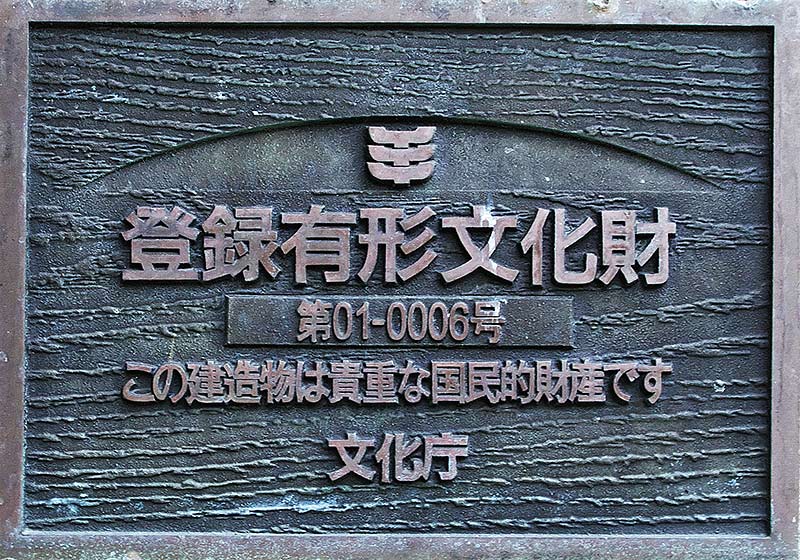 登録有形文化財
第01-0006号
この建造物は貴重な国民的財産です
文化庁